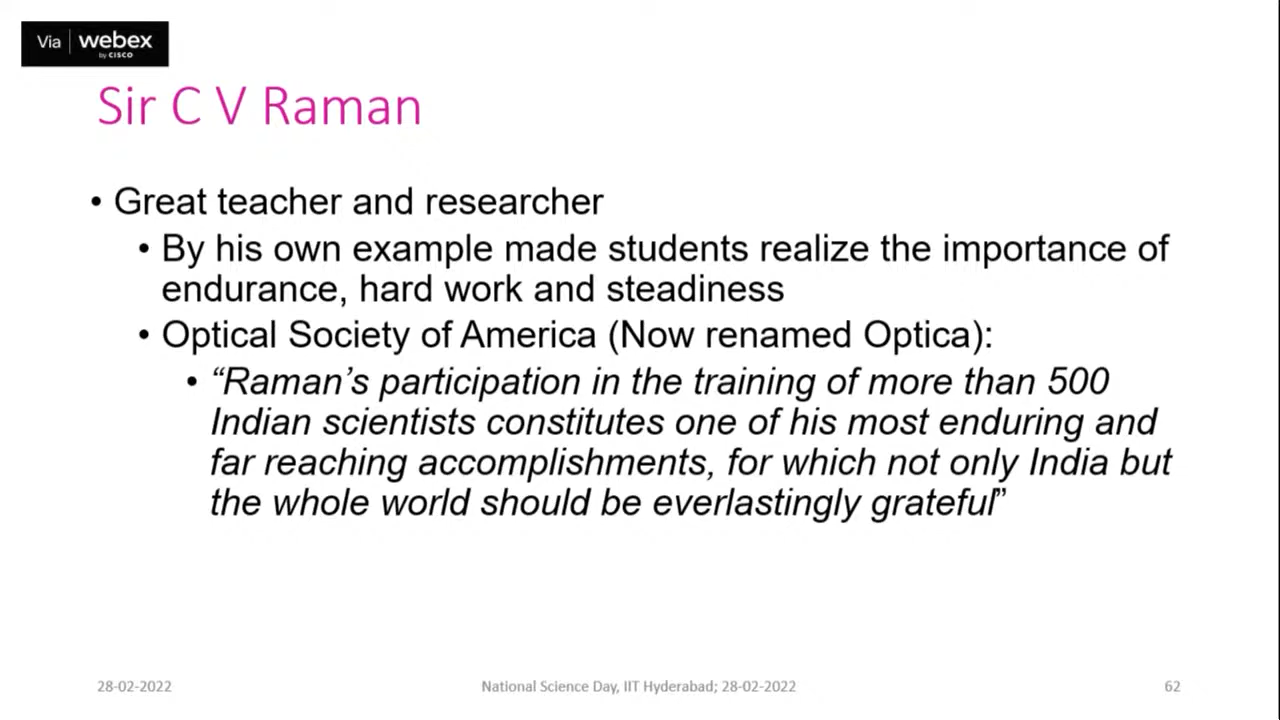 Via | webex
by CISCO
Sir C V Raman
• Great teacher and researcher
• By his own example made students realize the importance of
endurance, hard work and steadiness
• Optical Society of America (Now renamed Optica):
• “Raman’s participation in the training of more than 500
Indian scientists constitutes one of his most enduring and
far reaching accomplishments, for which not only India but
the whole world should be everlastingly grateful”
28-02-2022 National Science Day, IIT Hyderabad; 28-02-2022 62